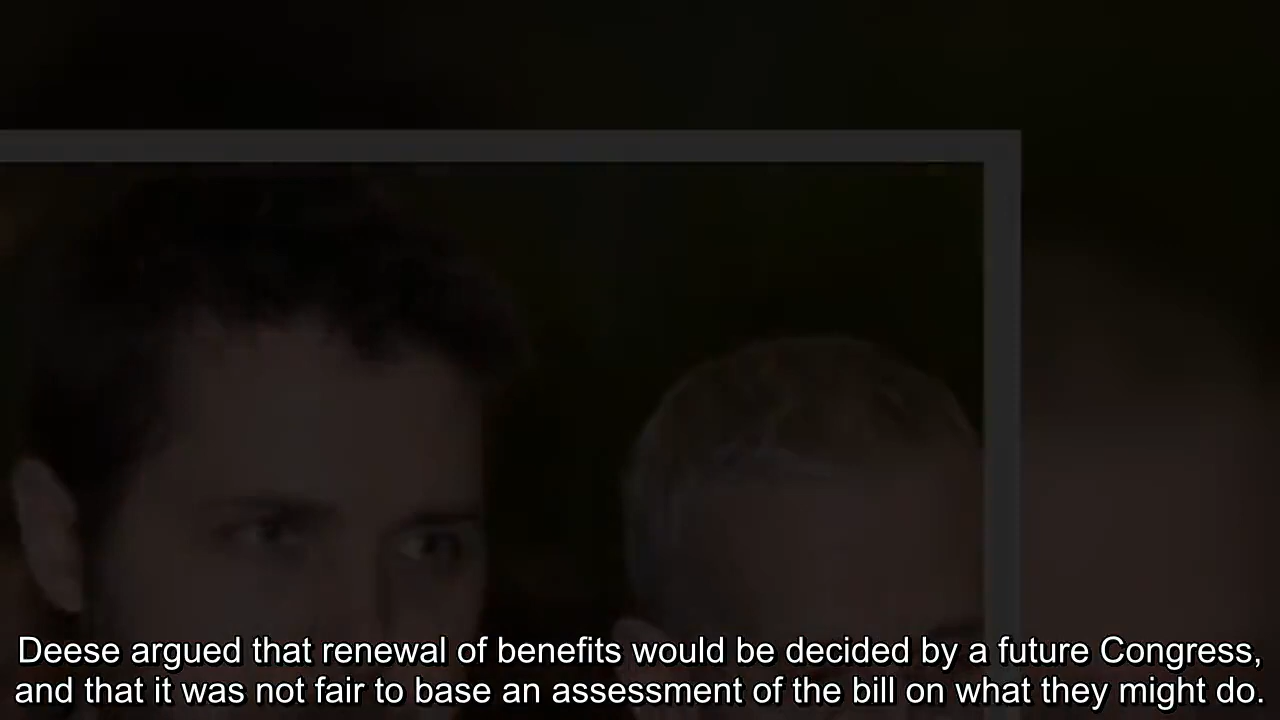 Deese argued that renewal of benefits would be decided by a future Congress,
and that it was not fair to base an assessment of the bill on what they might do.